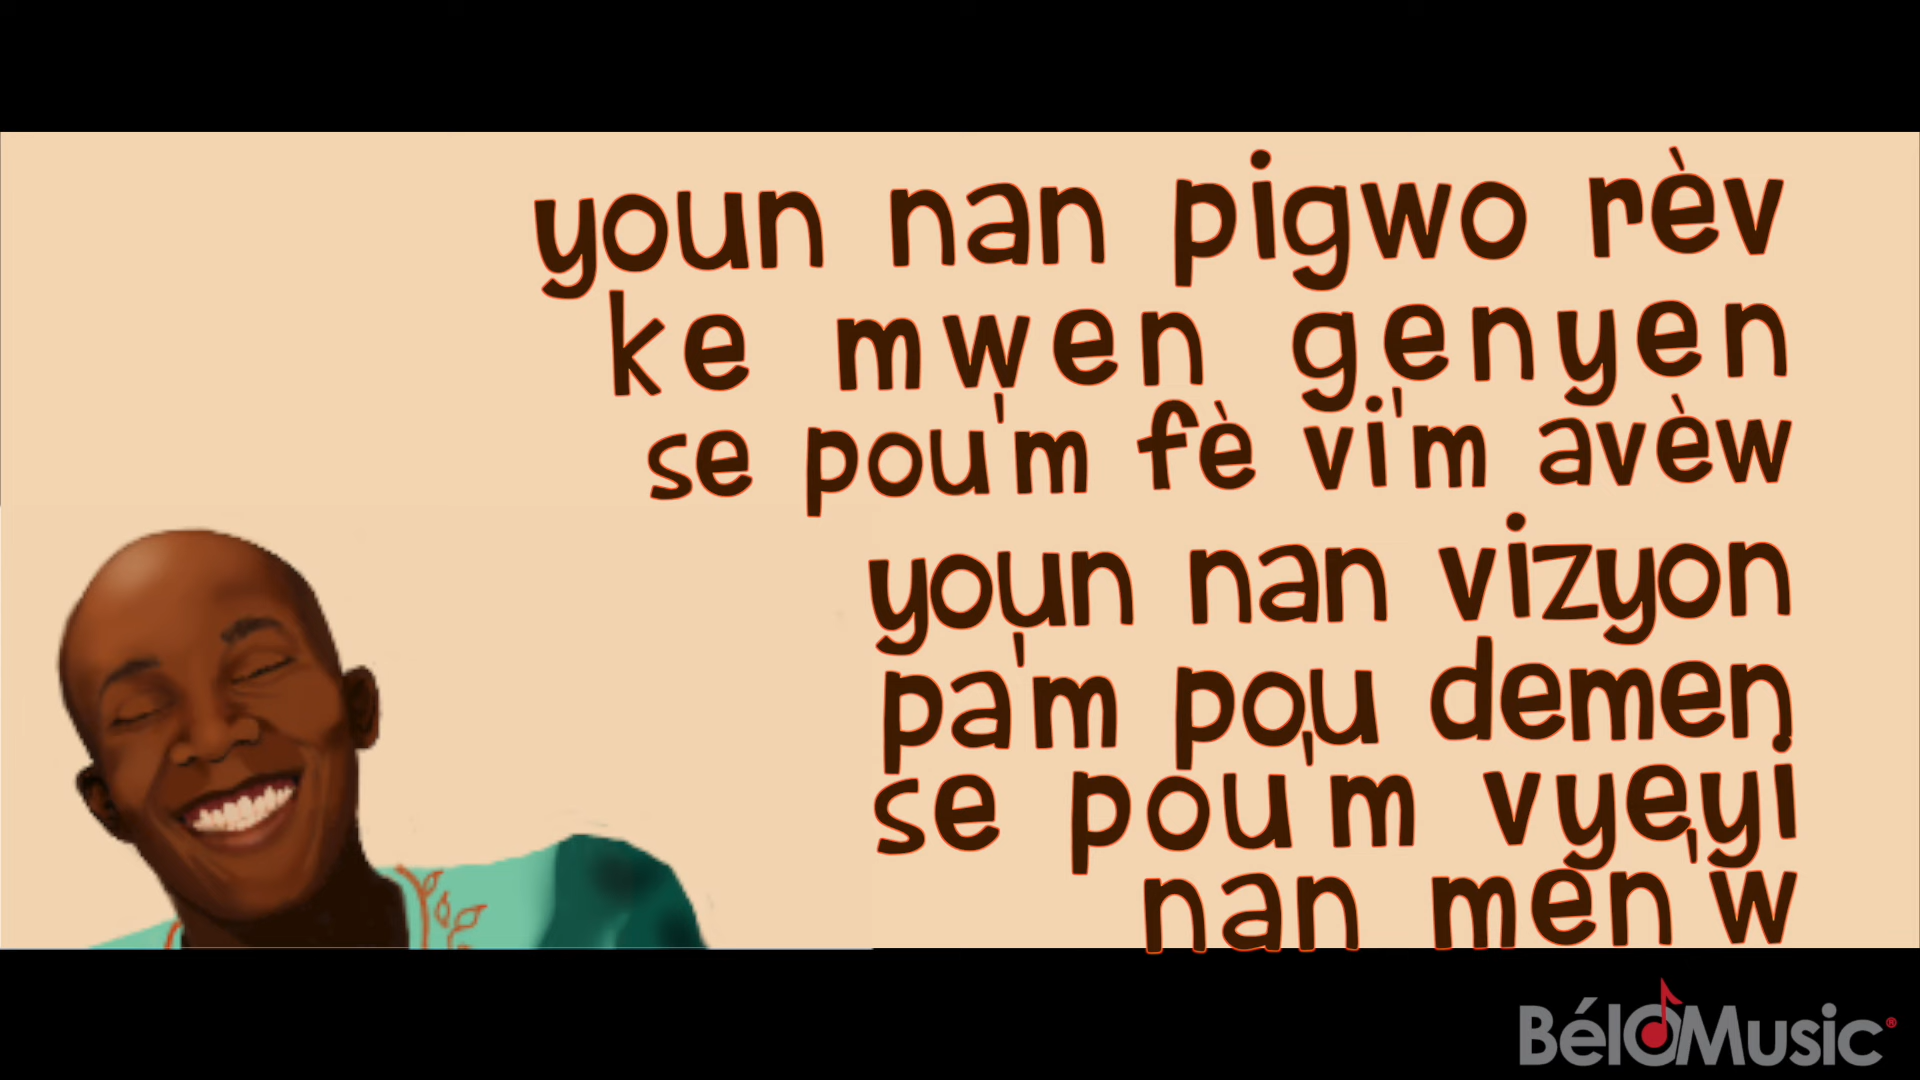 youn nan pigwo rèv
ke mwen genyen
se pou'm fè vi'm avèw
youn nan vizyon
pa'm pou demen
se pou'm vyeyi
nan men'w
BéloMusic®